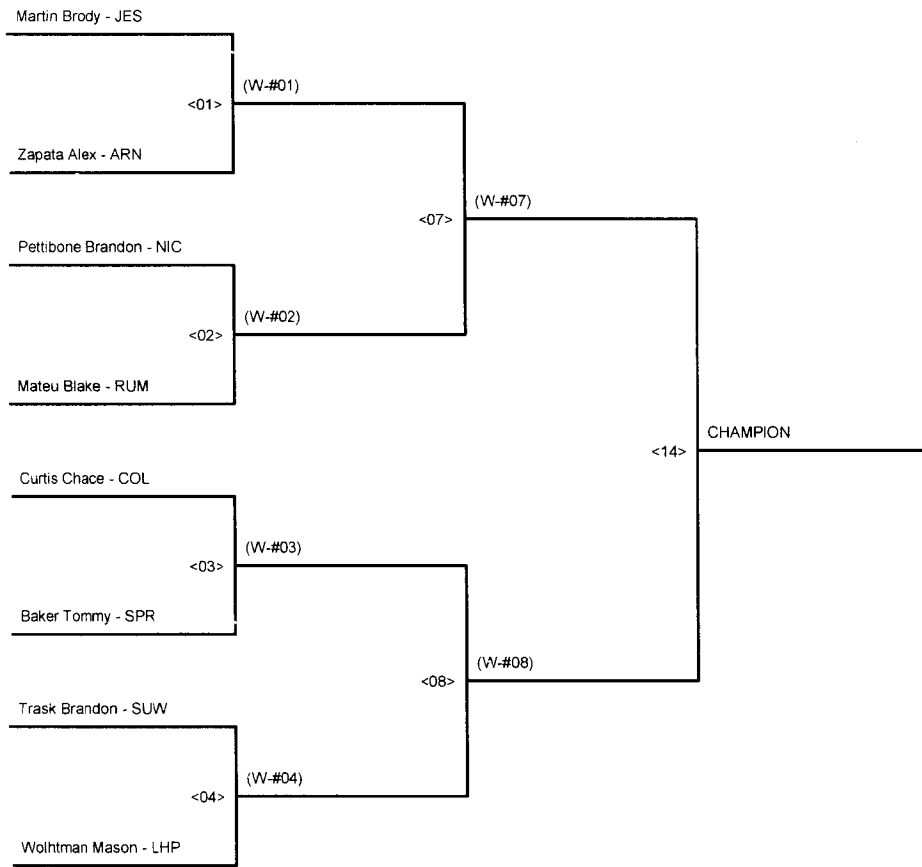 Martin Brody - JES
(W-#01)
<01>
Zapata Alex - ARN
(W-#07)
<07>
Pettibone Brandon - NIC
(W-#02)
<02>
Mateu Blake - RUM
CHAMPION
<14>
Curtis Chace - COL
(W-#03)
<03>
Baker Tommy - SPR
(W-#08)
<08>
Trask Brandon - SUW
(W-#04)
<04>
Wolhtman Mason - LHP